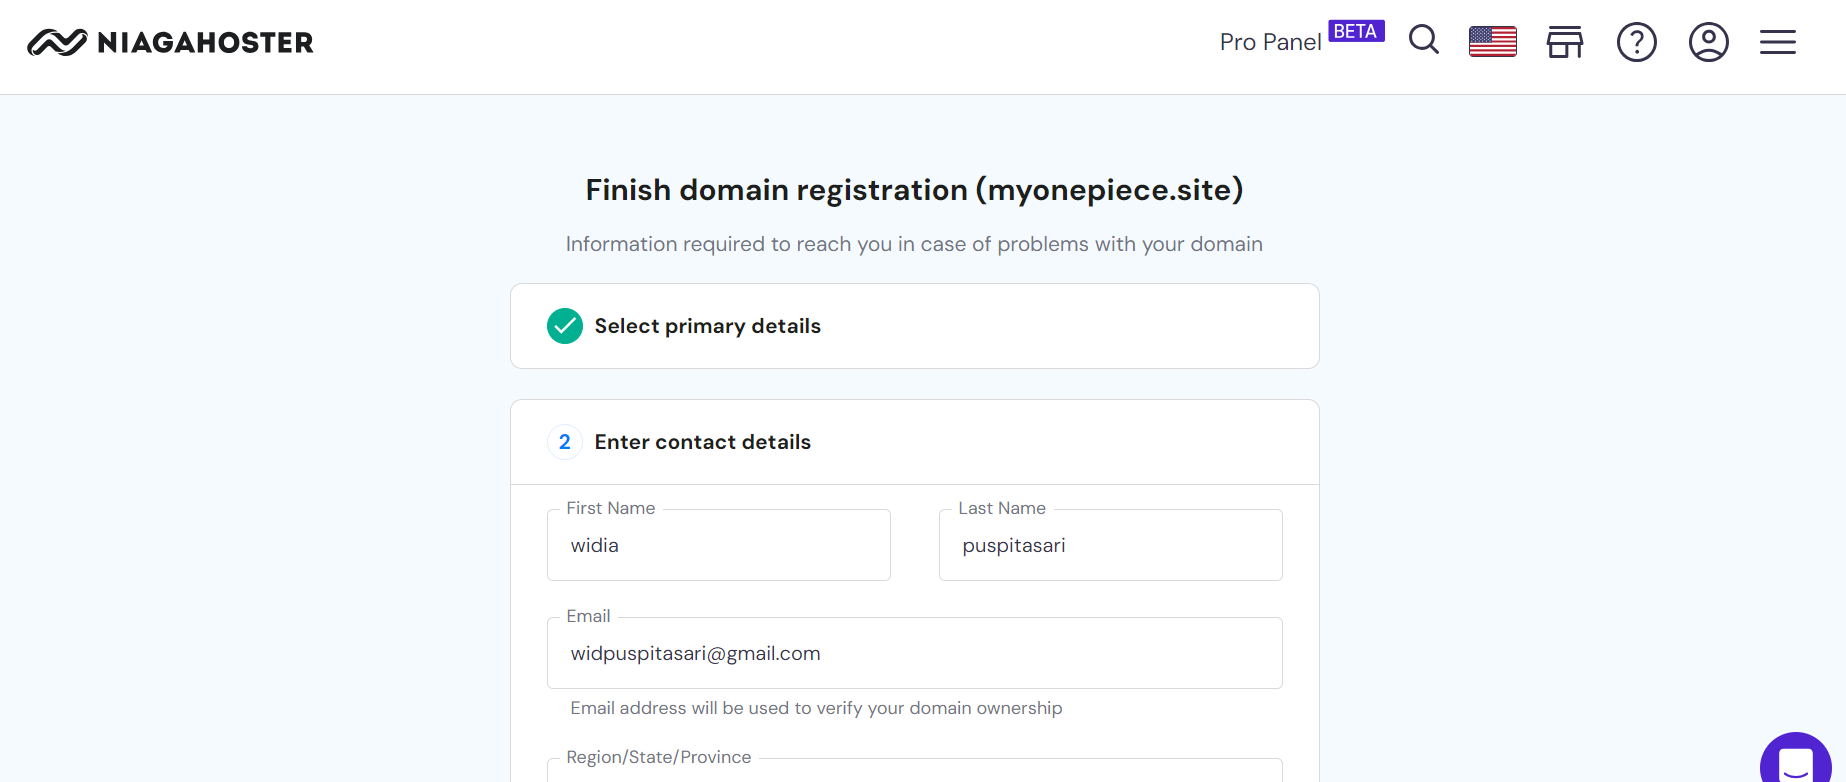 NIAGAHOSTER
Pro Panel BETA
Finish domain registration (myonepiece.site)
Information required to reach you in case of problems with your domain
Select primary details
2 Enter contact details
First Name
widia
Last Name
puspitasari
Email
widpuspitasari@gmail.com
Email address will be used to verify your domain ownership
Region/State/Province